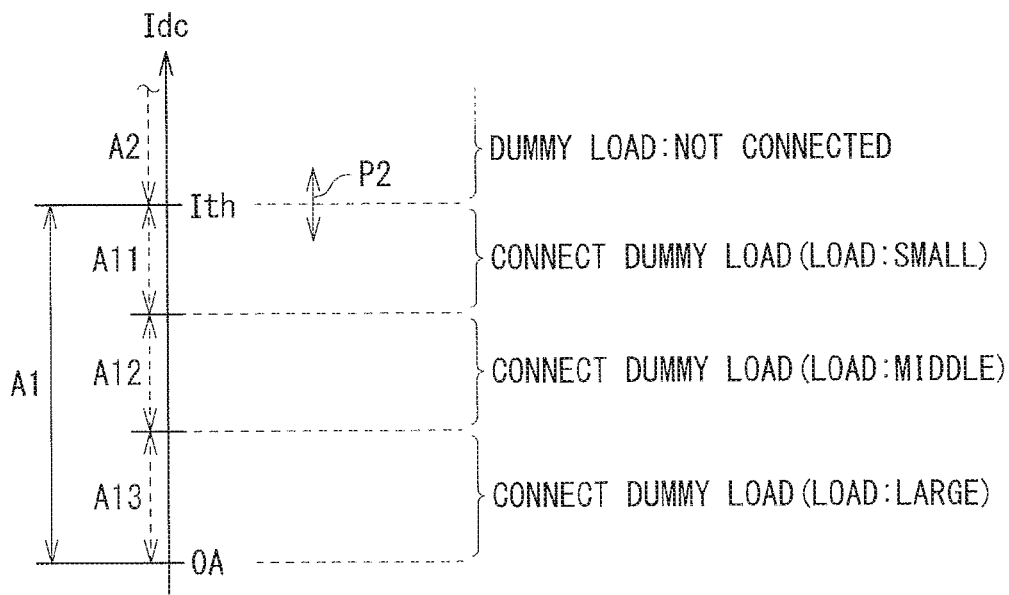 Idc
A2
DUMMY LOAD:NOT CONNECTED
P2
Ith
A11
CONNECT DUMMY LOAD(LOAD:SMALL)
A1
A12
CONNECT DUMMY LOAD(LOAD:MIDDLE)
A13
CONNECT DUMMY LOAD(LOAD:LARGE)
0A